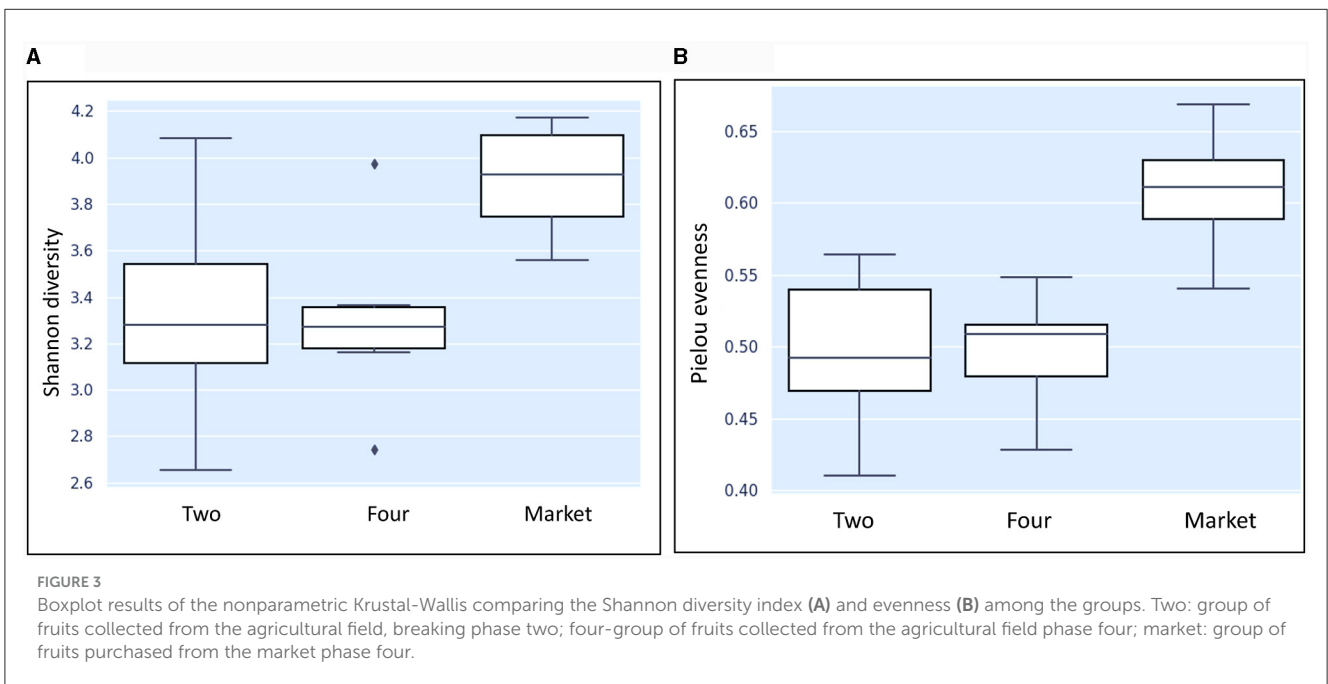 A
B
4.2
4.0
3.8
3.6
3.4
3.2
3.0
2.8
2.6
Shannon diversity
Two Four Market
0.65
0.60
0.55
0.50
0.45
0.40
Pielou evenness
Two Four Market
FIGURE 3
Boxplot results of the nonparametric Krustal-Wallis comparing the Shannon diversity index (A) and evenness (B) among the groups. Two: group of
fruits collected from the agricultural field, breaking phase two; four-group of fruits collected from the agricultural field phase four; market: group of
fruits purchased from the market phase four.